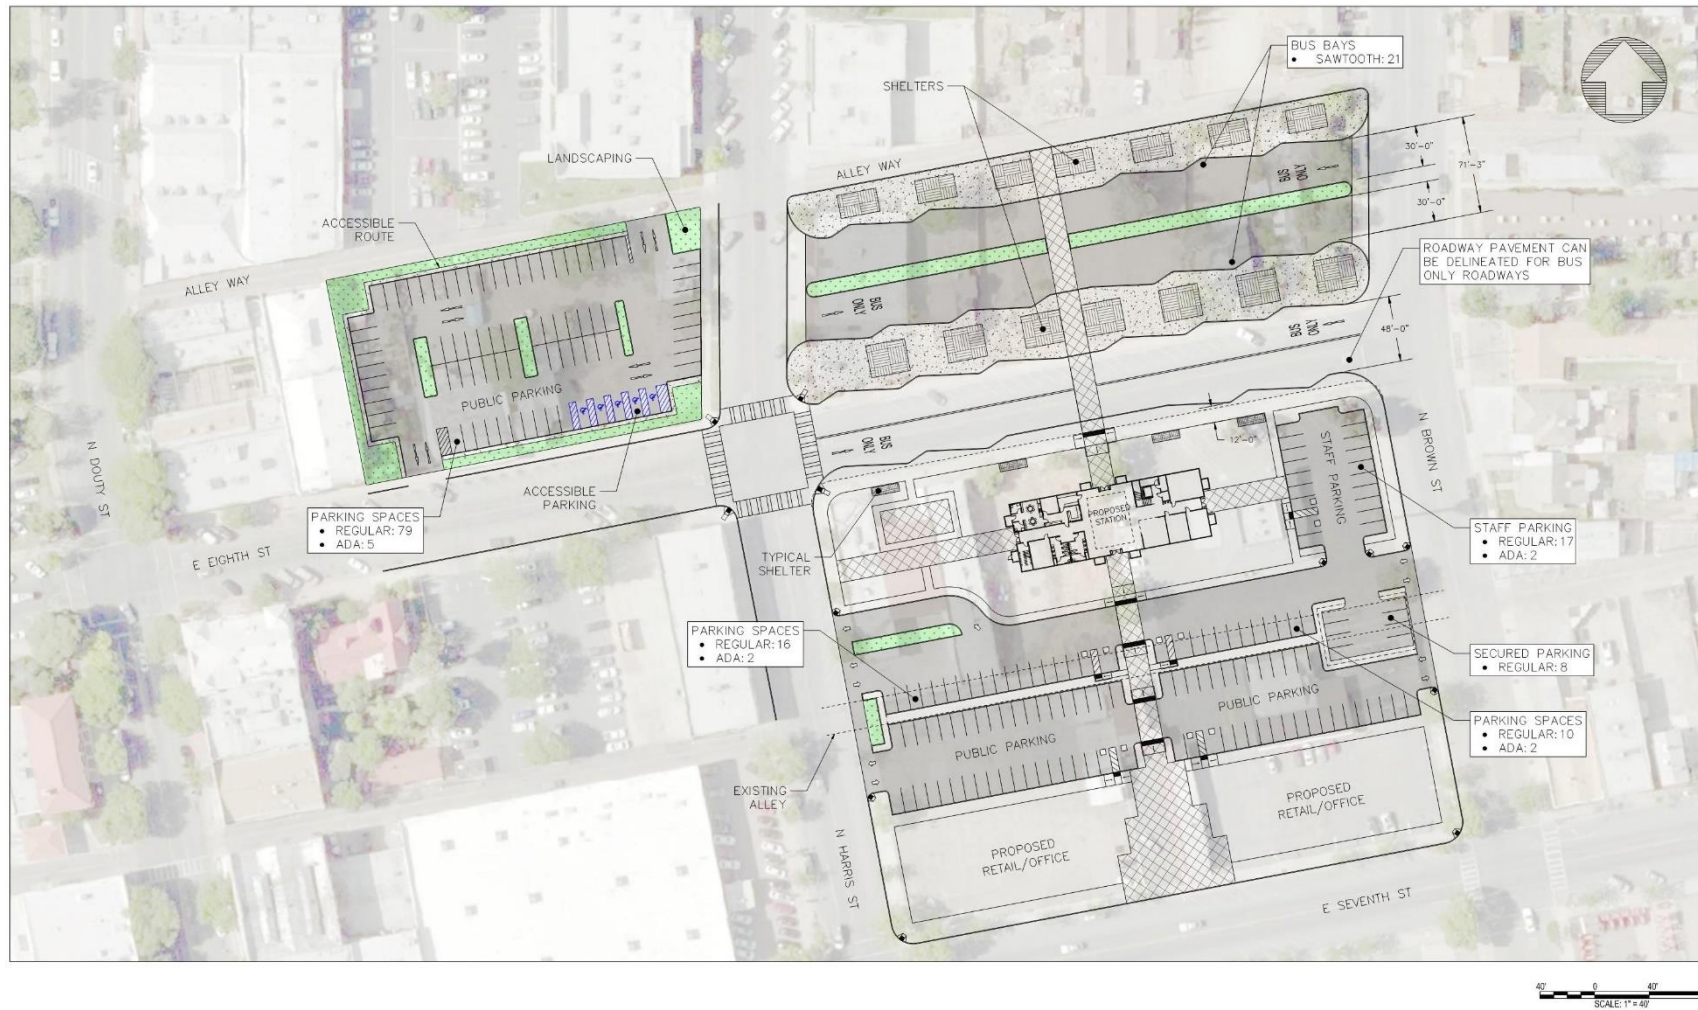 BUS BAYS
• SAWTOOTH: 21
SHELTERS
ALLEY WAY
30'-0"
71'-3"
30'-0"
BUS
ONLY
LANDSCAPING
ACCESSIBLE
ROUTE
ALLEY WAY
ROADWAY PAVEMENT CAN
BE DELINEATED FOR BUS
ONLY ROADWAYS
BUS
ONLY
BUS
ONLY
48'-0"
PUBLIC PARKING
BUS
ONLY
12'-0"
N DOUTY ST
N BROWN ST
STAFF PARKING
ACCESSIBLE
PARKING
PARKING SPACES
• REGULAR: 79
• ADA: 5
PROPOSED
STATION
STAFF PARKING
• REGULAR: 17
• ADA: 2
E EIGHTH ST
TYPICAL
SHELTER
PARKING SPACES
• REGULAR: 16
• ADA: 2
SECURED PARKING
• REGULAR: 8
PUBLIC PARKING
PUBLIC PARKING
PARKING SPACES
• REGULAR: 10
• ADA: 2
EXISTING
ALLEY
PROPOSED
RETAIL/OFFICE
PROPOSED
RETAIL/OFFICE
N HARRIS ST
E SEVENTH ST
40' 0 40'
SCALE: 1" = 40'